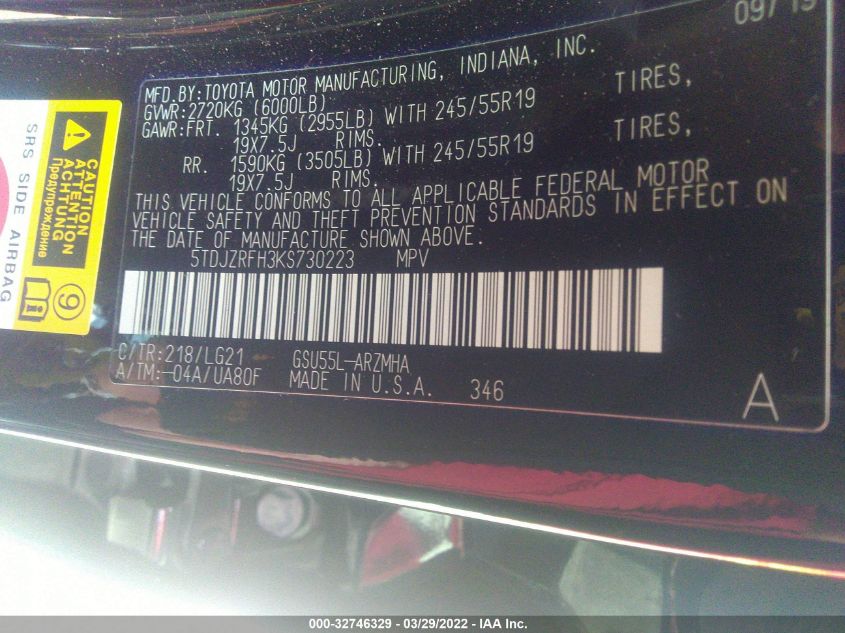 09/19
MFD.BY:TOYOTA MOTOR MANUFACTURING, INDIANA, INC.
GVWR:2720KG (6000LB)
GAWR:FRT. 1345KG (2955LB) WITH 245/55R19 TIRES,
19X7.5J RIMS.
RR. 1590KG (3505LB) WITH 245/55R19 TIRES,
19X7.5J RIMS.
THIS VEHICLE CONFORMS TO ALL APPLICABLE FEDERAL MOTOR
VEHICLE SAFETY AND THEFT PREVENTION STANDARDS IN EFFECT ON
THE DATE OF MANUFACTURE SHOWN ABOVE.
5TDJZRFH3KS730223 MPV
C/TR:218/LG21 GSU55L-ARZMHA
A/TM:-04A/UA80F MADE IN U.S.A. 346
A
SRS SIDE AIRBAG
CAUTION
ATTENTION
ACHTUNG
Предупреждение
9
000-32746329 - 03/29/2022 - IAA Inc.